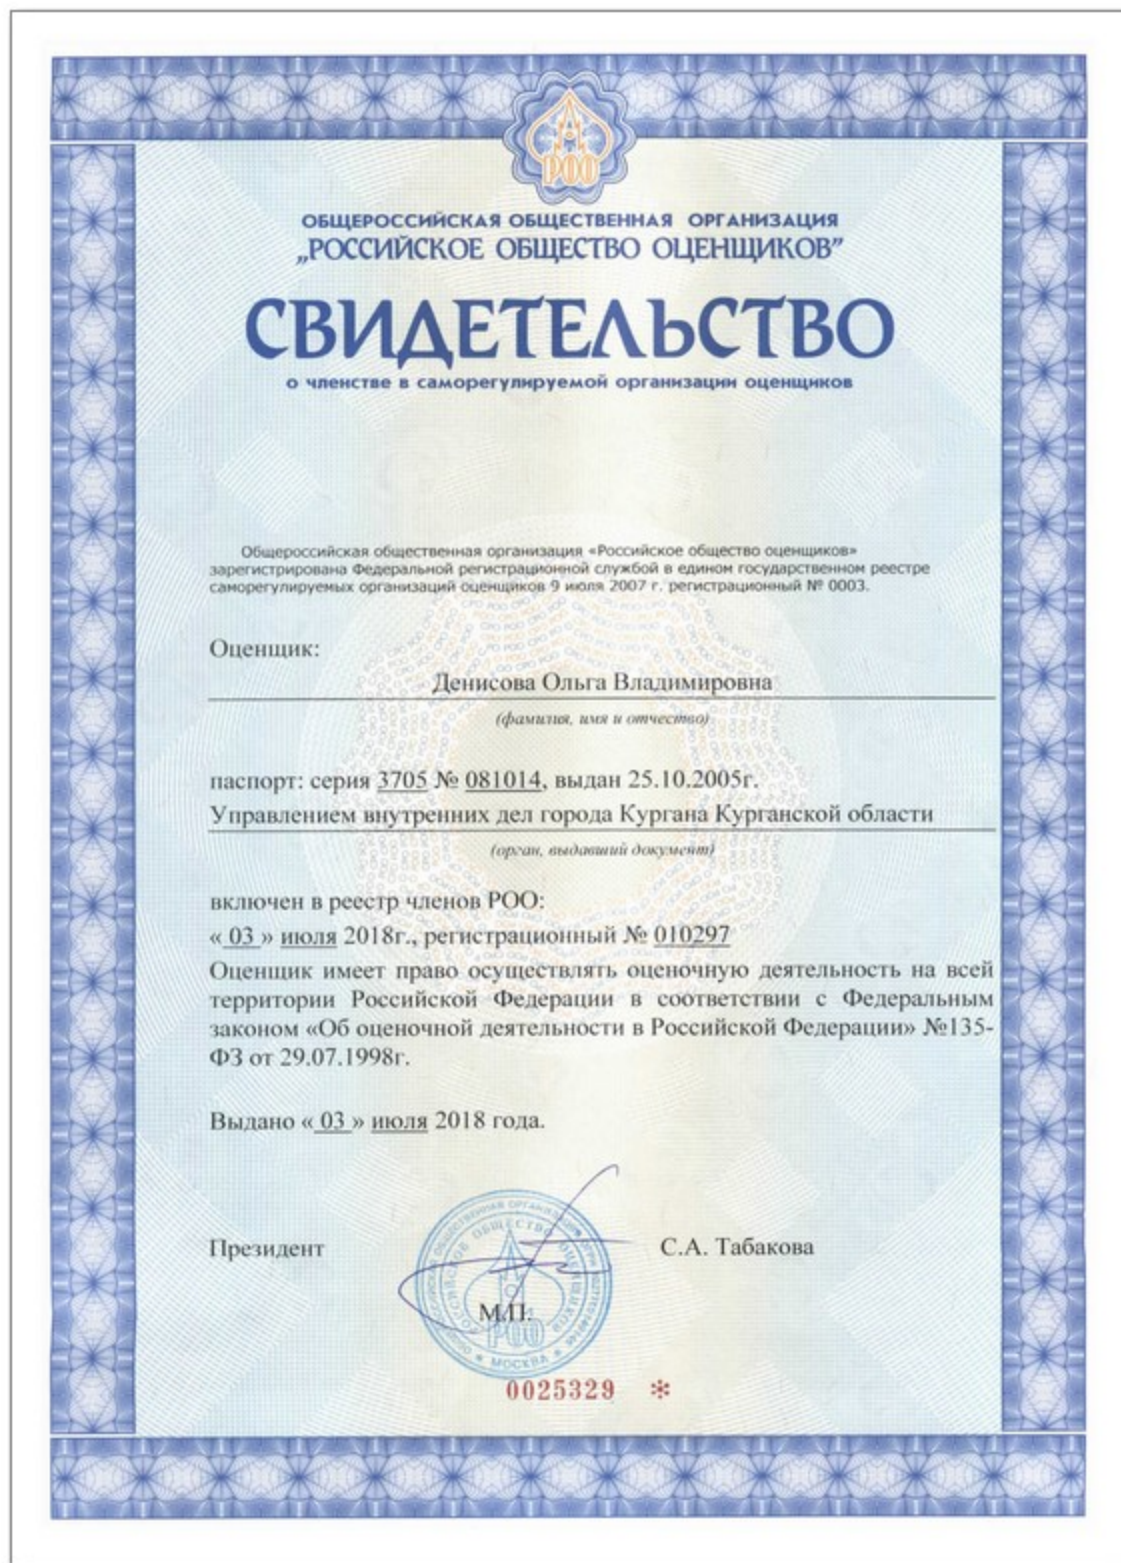 РОО
ОБЩЕРОССИЙСКАЯ ОБЩЕСТВЕННАЯ ОРГАНИЗАЦИЯ
„РОССИЙСКОЕ ОБЩЕСТВО ОЦЕНЩИКОВ”
СВИДЕТЕЛЬСТВО
о членстве в саморегулируемой организации оценщиков
Общероссийская общественная организация «Российское общество оценщиков»
зарегистрирована Федеральной регистрационной службой в едином государственном реестре
саморегулируемых организаций оценщиков 9 июля 2007 г. регистрационный № 0003.
Оценщик:
Денисова Ольга Владимировна
(фамилия, имя и отчество)
паспорт: серия 3705 № 081014, выдан 25.10.2005г.
Управлением внутренних дел города Кургана Курганской области
(орган, выдавший документ)
включен в реестр членов РОО:
« 03 » июля 2018г., регистрационный № 010297
Оценщик имеет право осуществлять оценочную деятельность на всей
территории Российской Федерации в соответствии с Федеральным
законом «Об оценочной деятельности в Российской Федерации» №135-
ФЗ от 29.07.1998г.
Выдано « 03 » июля 2018 года.
Президент
С.А. Табакова
М.П.
РОССИЙСКОЕ ОБЩЕСТВО ОЦЕНЩИКОВ
РОО
МОСКВА
0025329 *